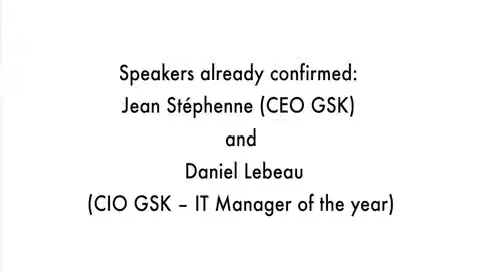 Speakers already confirmed:
Jean Stéphenne (CEO GSK)
and
Daniel Lebeau
(CIO GSK – IT Manager of the year)